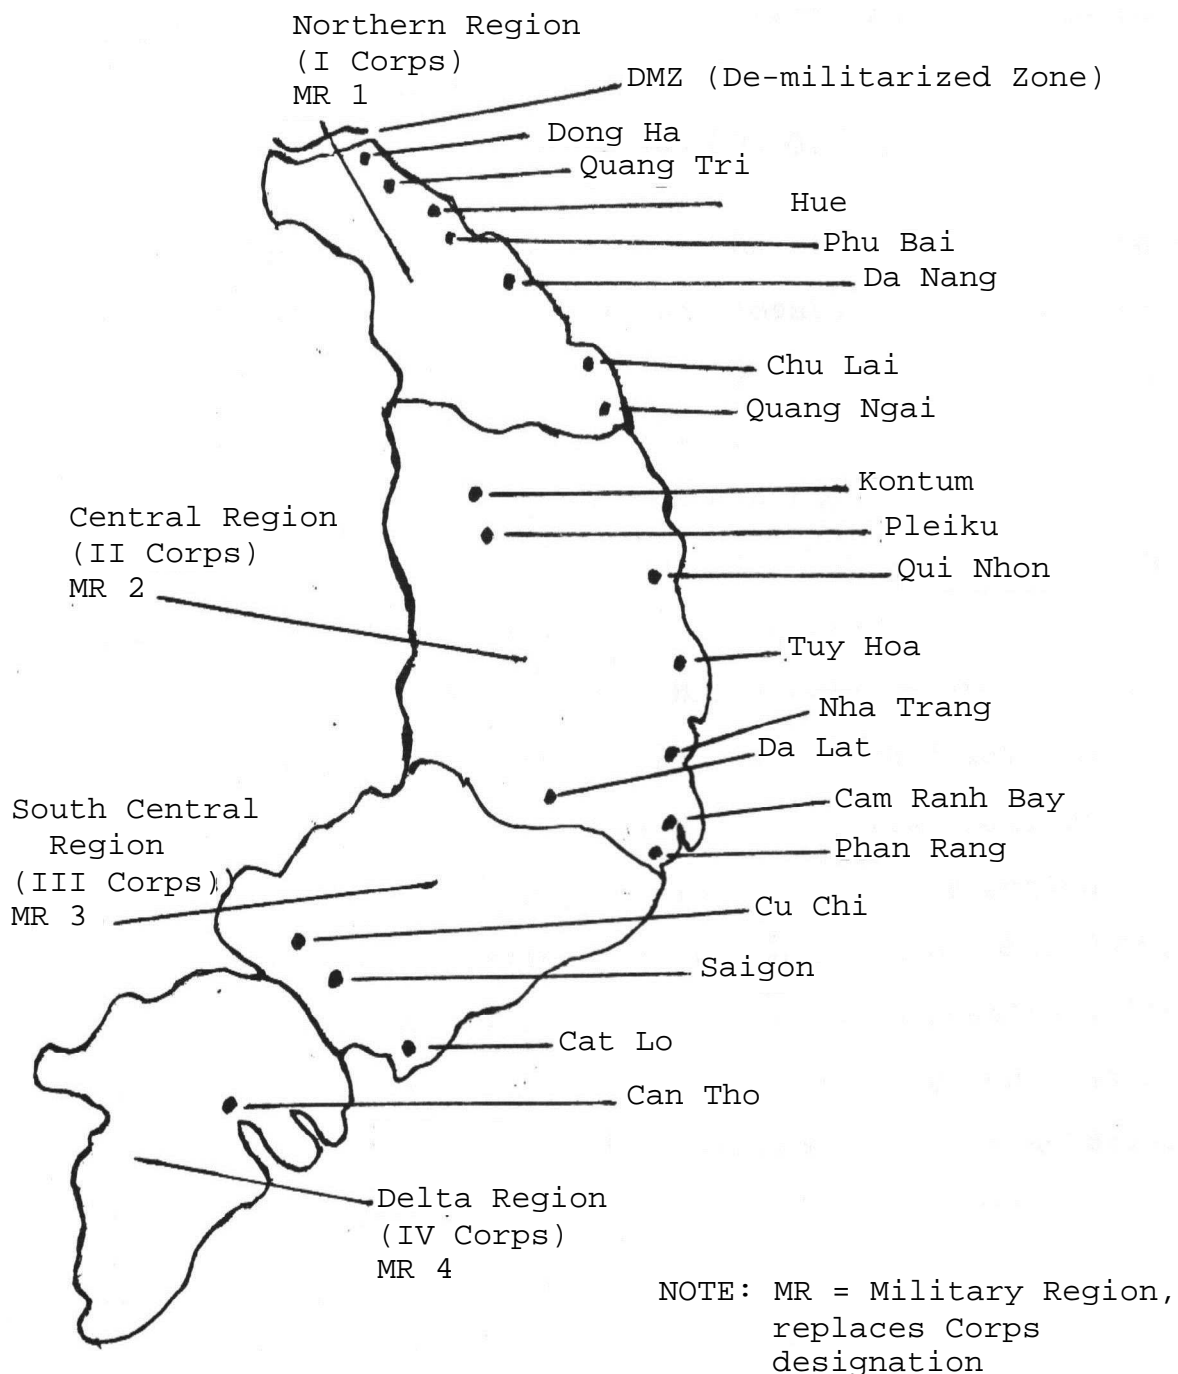 Northern Region
(I Corps)
MR 1
DMZ (De-militarized Zone)
Dong Ha
Quang Tri
Hue
Phu Bai
Da Nang
Chu Lai
Quang Ngai
Kontum
Pleiku
Qui Nhon
Central Region
(II Corps)
MR 2
Tuy Hoa
Nha Trang
Da Lat
Cam Ranh Bay
Phan Rang
South Central
Region
(III Corps)
MR 3
Cu Chi
Saigon
Cat Lo
Can Tho
Delta Region
(IV Corps)
MR 4
NOTE: MR = Military Region,
replaces Corps
designation